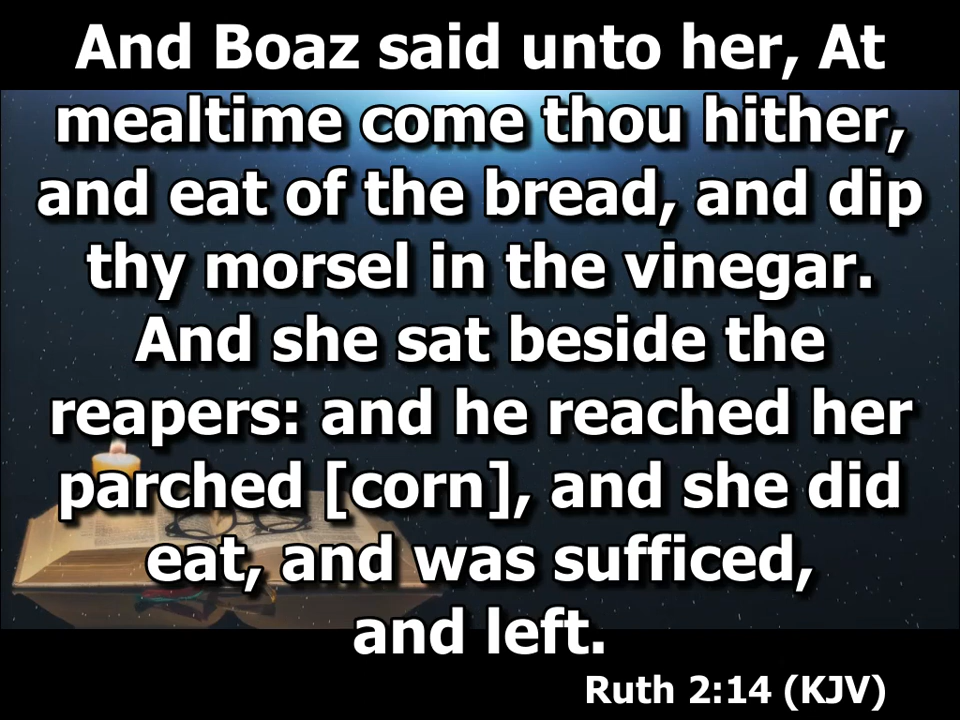 And Boaz said unto her, At
mealtime come thou hither,
and eat of the bread, and dip
thy morsel in the vinegar.
And she sat beside the
reapers: and he reached her
parched [corn], and she did
eat, and was sufficed,
and left.
Ruth 2:14 (KJV)